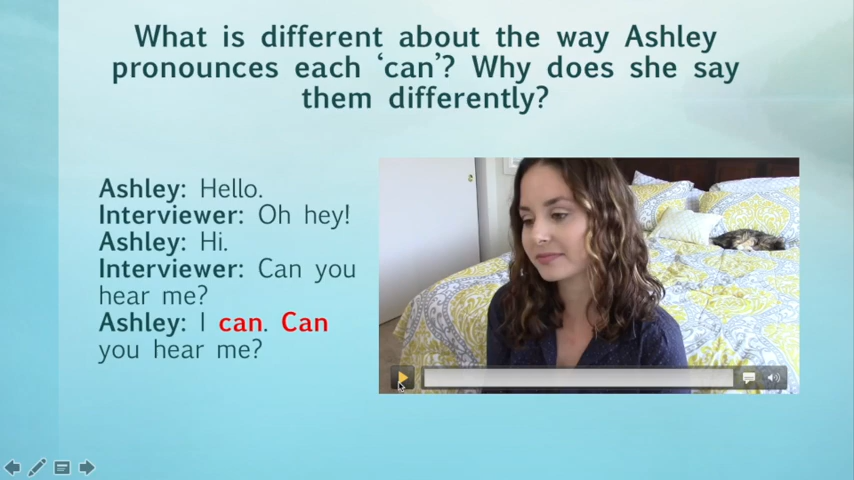 What is different about the way Ashley
pronounces each ‘can’? Why does she say
them differently?
Ashley: Hello.
Interviewer: Oh hey!
Ashley: Hi.
Interviewer: Can you
hear me?
Ashley: I can. Can
you hear me?